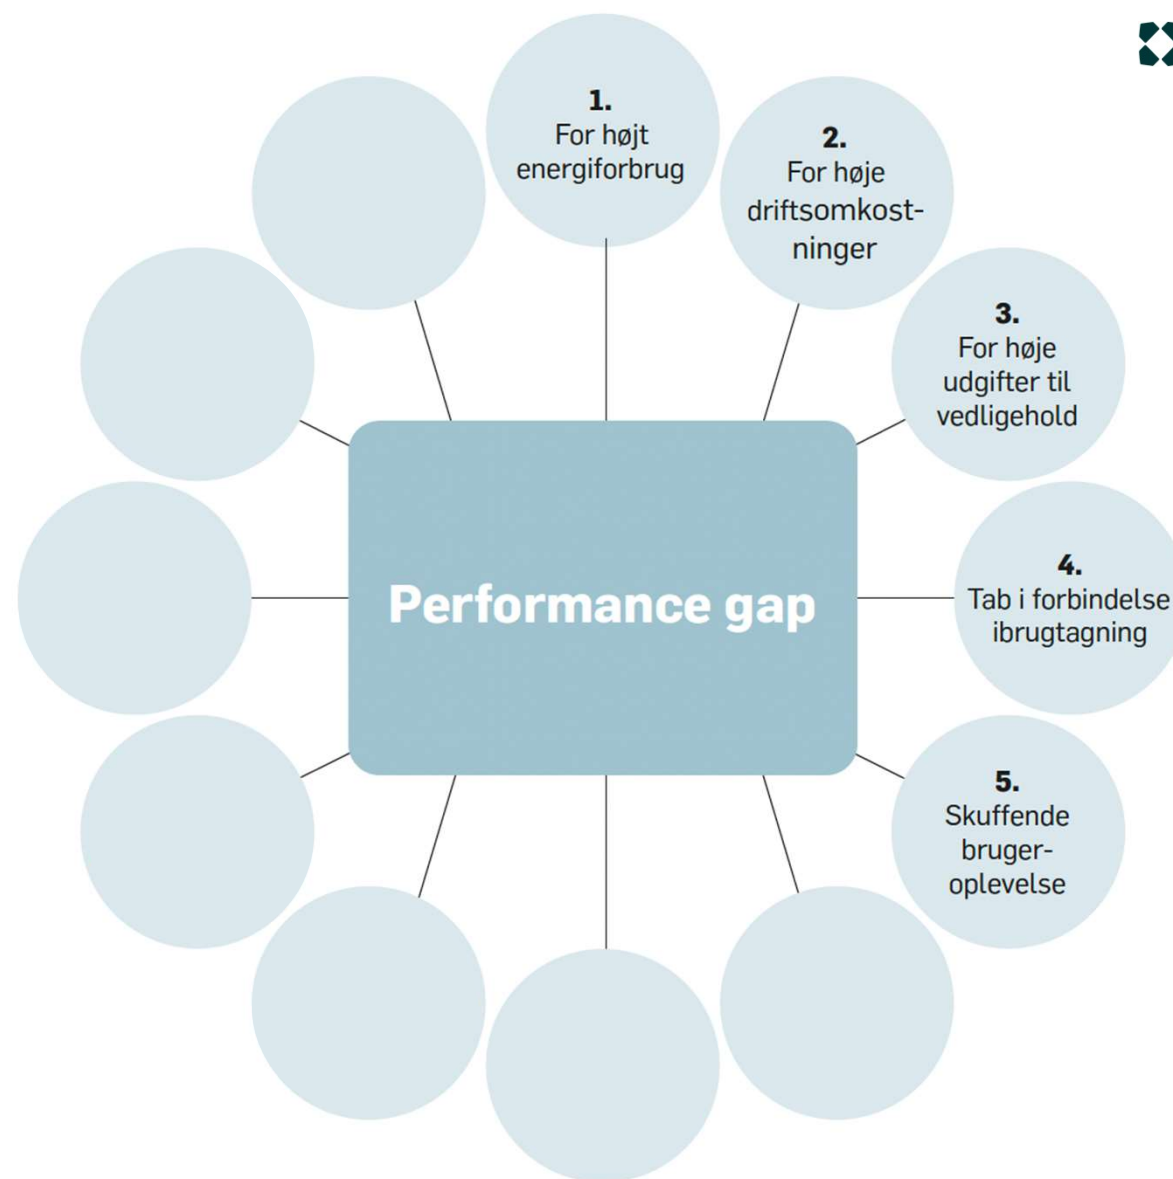 1.
For højt
energiforbrug
2.
For høje
driftsomkost-
ninger
3.
For høje
udgifter til
vedligehold
4.
Tab i forbindelse
ibrugtagning
5.
Skuffende
bruger-
oplevelse
Performance gap